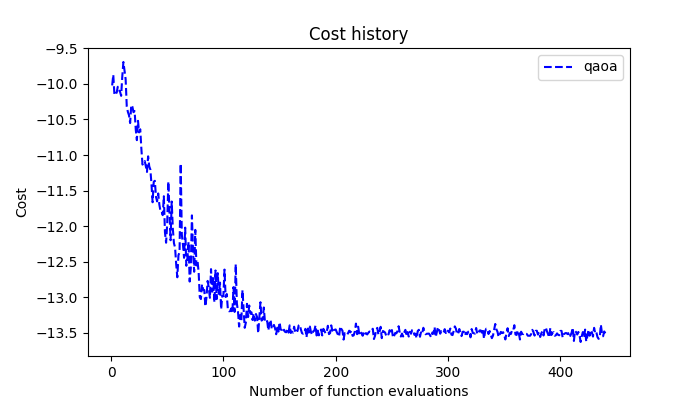 Cost history
−9.5
−10.0
−10.5
−11.0
−11.5
−12.0
−12.5
−13.0
−13.5
Cost
qaoa
0 100 200 300 400
Number of function evaluations